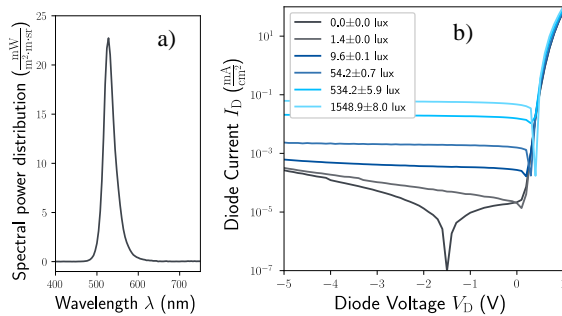 a)
Spectral power distribution (mW/m²·m·sr)
25
20
15
10
5
0
400 500 600 700
Wavelength λ (nm)
b)
0.0±0.0 lux
1.4±0.0 lux
9.6±0.1 lux
54.2±0.7 lux
534.2±5.9 lux
1548.9±8.0 lux
Diode Current I_D (mA/cm²)
10¹
10⁻¹
10⁻³
10⁻⁵
10⁻⁷
−5 −4 −3 −2 −1 0
Diode Voltage V_D (V)